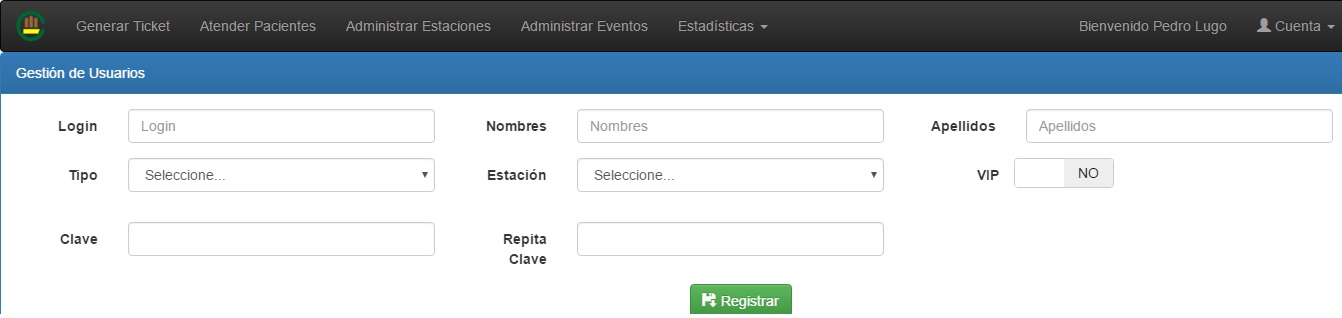 Generar Ticket Atender Pacientes Administrar Estaciones Administrar Eventos Estadísticas Bienvenido Pedro Lugo Cuenta
Gestión de Usuarios
Login Login Nombres Nombres Apellidos Apellidos
Tipo Seleccione... Estación Seleccione... VIP NO
Clave Repita
Clave
Registrar